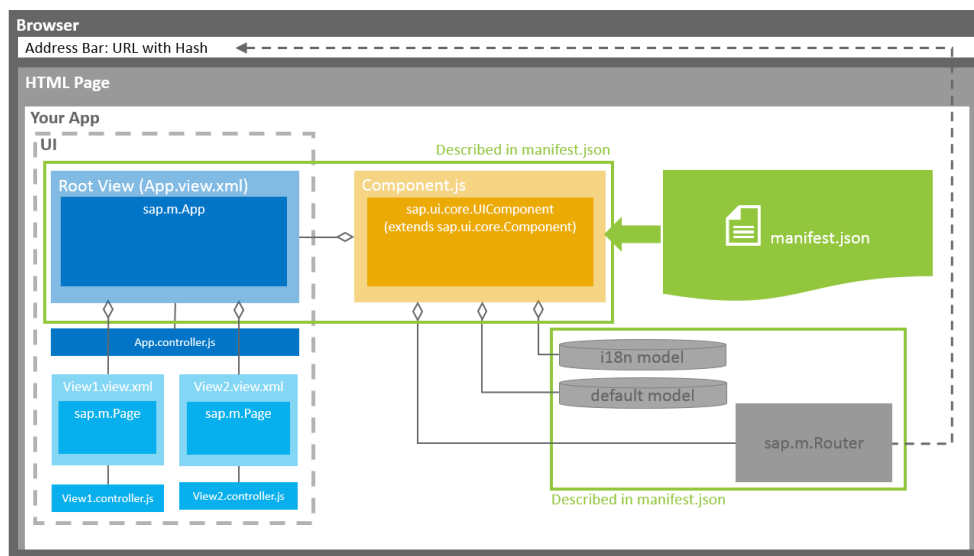 Browser
Address Bar: URL with Hash
HTML Page
Your App
UI
Described in manifest.json
Root View (App.view.xml)
sap.m.App
Component.js
sap.ui.core.UIComponent
(extends sap.ui.core.Component)
manifest.json
App.controller.js
i18n model
default model
View1.view.xml
sap.m.Page
View2.view.xml
sap.m.Page
sap.m.Router
View1.controller.js
View2.controller.js
Described in manifest.json